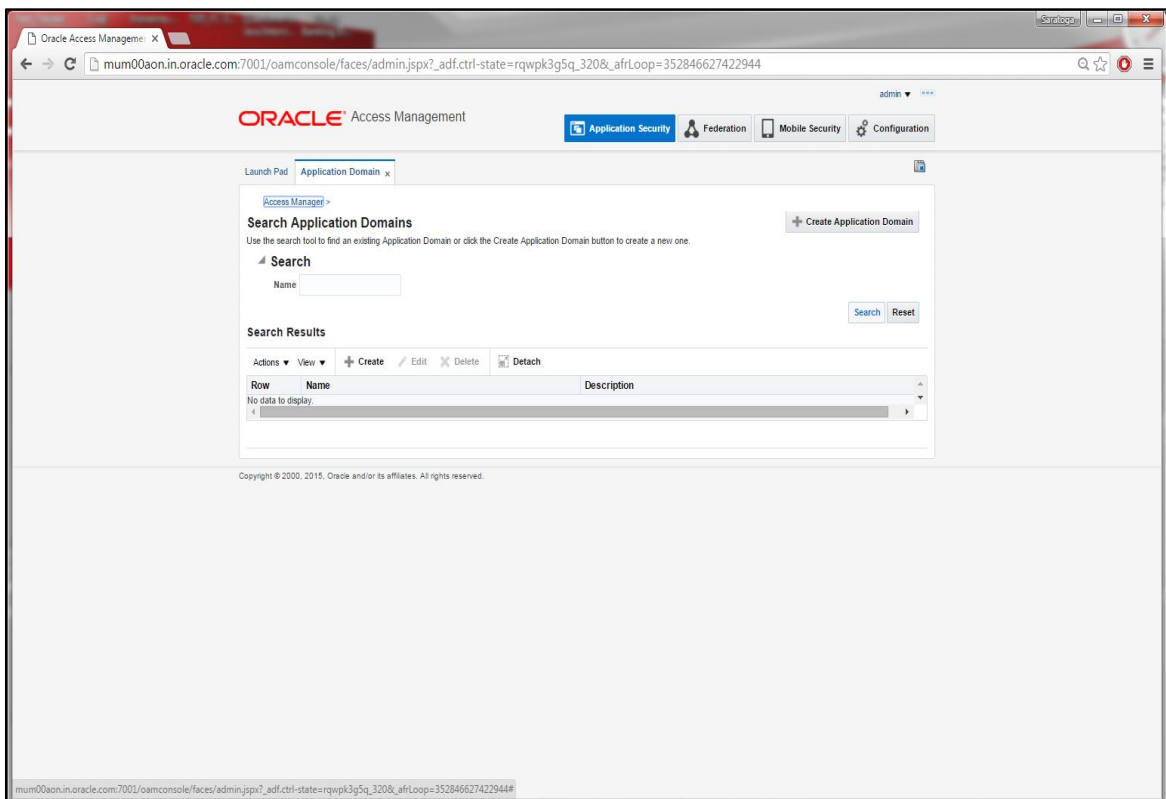 Saratoga
Oracle Access Manageme
mum00aon.in.oracle.com:7001/oamconsole/faces/admin.jspx?_adf.ctrl-state=rqwpk3g5q_320&_afrLoop=352846627422944
admin
ORACLE Access Management
Application Security Federation Mobile Security Configuration
Launch Pad Application Domain x
Access Manager >
Search Application Domains
Create Application Domain
Use the search tool to find an existing Application Domain or click the Create Application Domain button to create a new one.
Search
Name
Search Reset
Search Results
Actions View Create Edit Delete Detach
Row Name Description
No data to display.
Copyright © 2000, 2015, Oracle and/or its affiliates. All rights reserved.
mum00aon.in.oracle.com:7001/oamconsole/faces/admin.jspx?_adf.ctrl-state=rqwpk3g5q_320&_afrLoop=352846627422944#